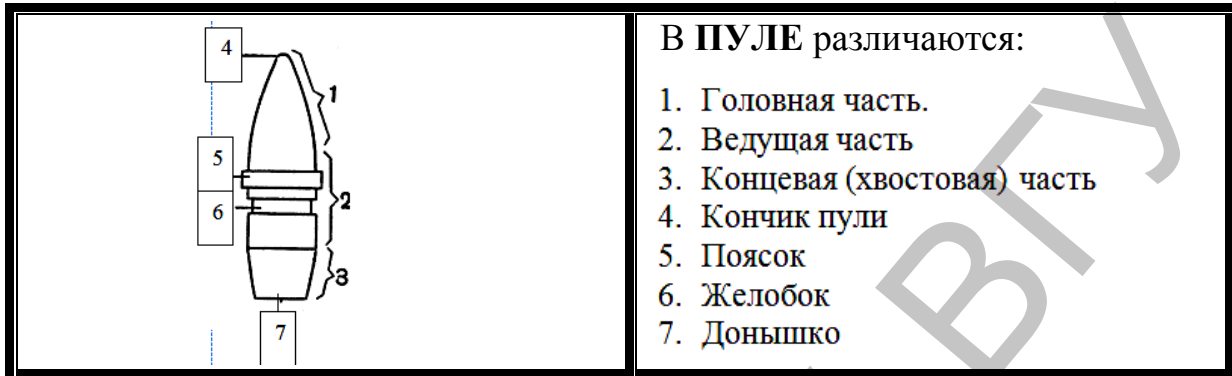 4
1
5
6
2
3
7
В ПУЛЕ различаются:
1. Головная часть.
2. Ведущая часть
3. Концевая (хвостовая) часть
4. Кончик пули
5. Поясок
6. Желобок
7. Донышко
ВГУ